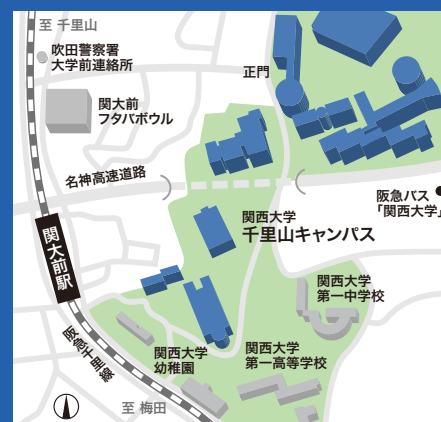 至 千里山
吹田警察署
大学前連絡所
正門
関大前
フタバボウル
名神高速道路
阪急バス
「関西大学」
関西大学
千里山キャンパス
関大前駅
関西大学
第一中学校
阪急千里線
関西大学
幼稚園
関西大学
第一高等学校
至 梅田